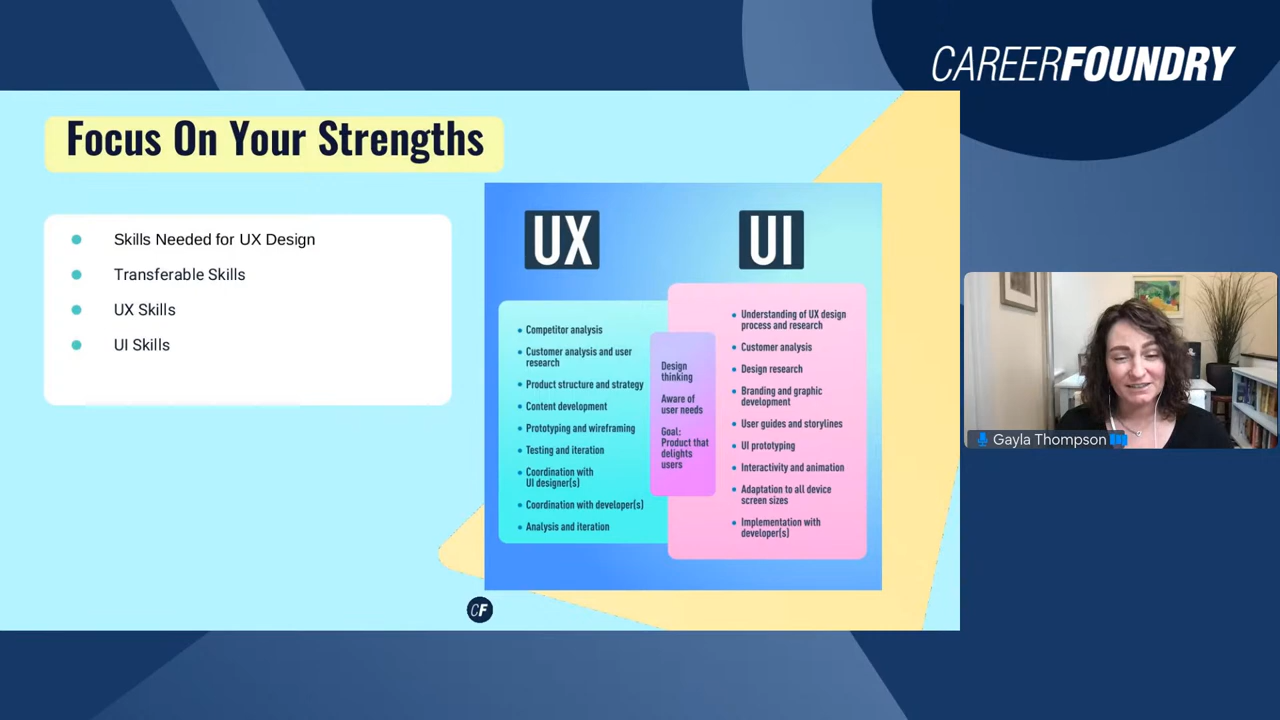 CAREERFOUNDRY
Focus On Your Strengths
Skills Needed for UX Design
Transferable Skills
UX Skills
UI Skills
UX
Competitor analysis
Customer analysis and user
research
Product structure and strategy
Content development
Prototyping and wireframing
Testing and iteration
Coordination with
UI designer(s)
Coordination with developer(s)
Analysis and iteration
Design
thinking
Aware of
user needs
Goal:
Product that
delights
users
UI
Understanding of UX design
process and research
Customer analysis
Design research
Branding and graphic
development
User guides and storylines
UI prototyping
Interactivity and animation
Adaptation to all device
screen sizes
Implementation with
developer(s)
CF
Gayla Thompson